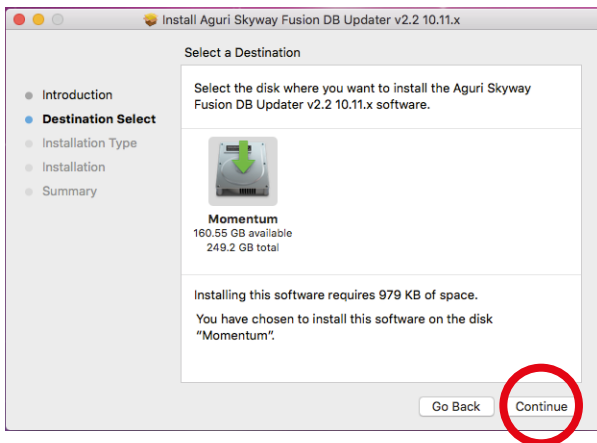 Install Aguri Skyway Fusion DB Updater v2.2 10.11.x
Select a Destination
Introduction
Destination Select
Installation Type
Installation
Summary
Select the disk where you want to install the Aguri Skyway
Fusion DB Updater v2.2 10.11.x software.
Momentum
160.55 GB available
249.2 GB total
Installing this software requires 979 KB of space.
You have chosen to install this software on the disk
"Momentum".
Go Back
Continue